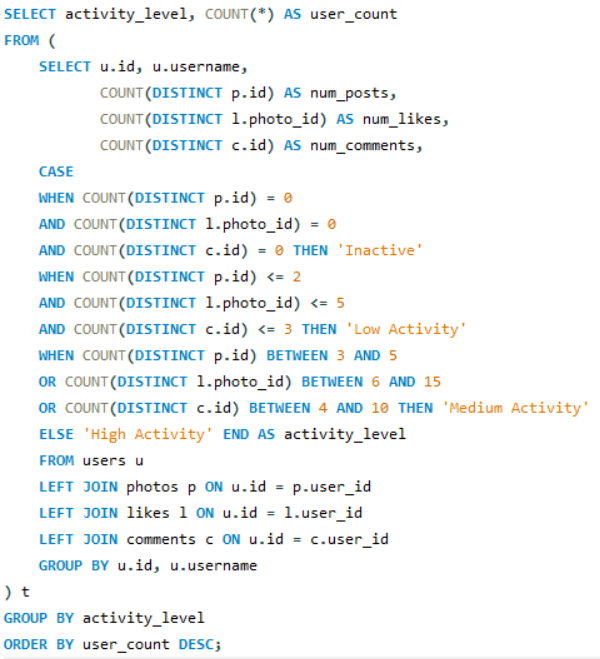 SELECT activity_level, COUNT(*) AS user_count
FROM (
SELECT u.id, u.username,
COUNT(DISTINCT p.id) AS num_posts,
COUNT(DISTINCT l.photo_id) AS num_likes,
COUNT(DISTINCT c.id) AS num_comments,
CASE
WHEN COUNT(DISTINCT p.id) = 0
AND COUNT(DISTINCT l.photo_id) = 0
AND COUNT(DISTINCT c.id) = 0 THEN 'Inactive'
WHEN COUNT(DISTINCT p.id) <= 2
AND COUNT(DISTINCT l.photo_id) <= 5
AND COUNT(DISTINCT c.id) <= 3 THEN 'Low Activity'
WHEN COUNT(DISTINCT p.id) BETWEEN 3 AND 5
OR COUNT(DISTINCT l.photo_id) BETWEEN 6 AND 15
OR COUNT(DISTINCT c.id) BETWEEN 4 AND 10 THEN 'Medium Activity'
ELSE 'High Activity' END AS activity_level
FROM users u
LEFT JOIN photos p ON u.id = p.user_id
LEFT JOIN likes l ON u.id = l.user_id
LEFT JOIN comments c ON u.id = c.user_id
GROUP BY u.id, u.username
) t
GROUP BY activity_level
ORDER BY user_count DESC;